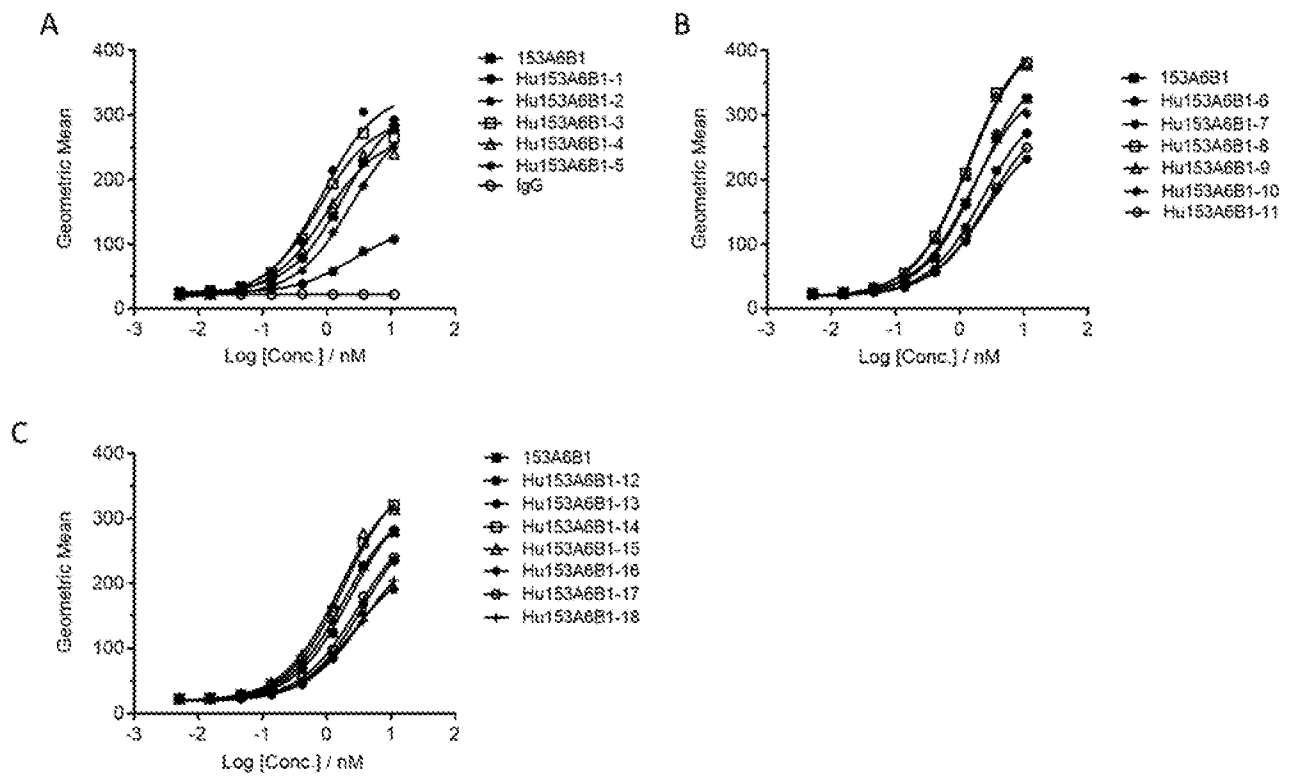 A
400
300
200
100
0
-3 -2 -1 0 1 2
Geometric Mean
Log [Conc.] / nM
153A6B1
Hu153A6B1-1
Hu153A6B1-2
Hu153A6B1-3
Hu153A6B1-4
Hu153A6B1-5
IgG
B
400
300
200
100
0
-3 -2 -1 0 1 2
Geometric Mean
Log [Conc.] / nM
153A6B1
Hu153A6B1-6
Hu153A6B1-7
Hu153A6B1-8
Hu153A6B1-9
Hu153A6B1-10
Hu153A6B1-11
C
400
300
200
100
0
-3 -2 -1 0 1 2
Geometric Mean
Log [Conc.] / nM
153A6B1
Hu153A6B1-12
Hu153A6B1-13
Hu153A6B1-14
Hu153A6B1-15
Hu153A6B1-16
Hu153A6B1-17
Hu153A6B1-18